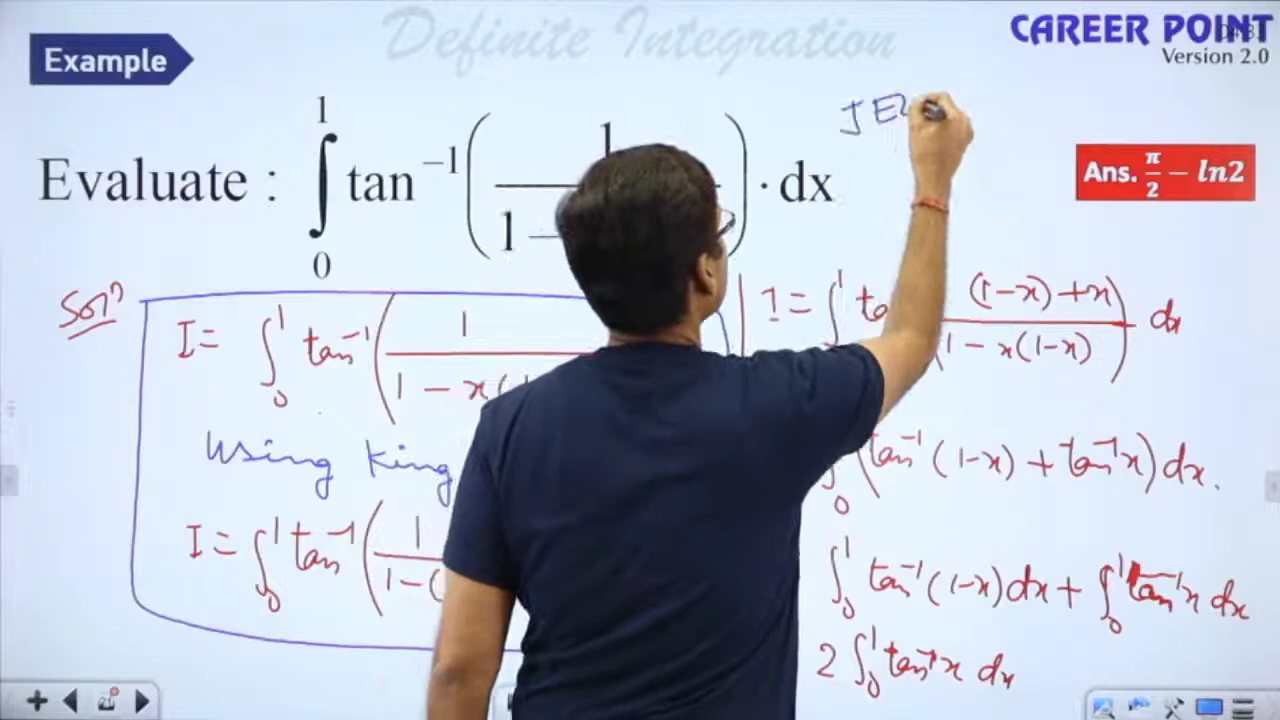 Definite Integration
CAREER POINT
Version 2.0
Example
JE
Evaluate : ∫₀¹ tan⁻¹(1/1−) · dx
Ans. π/2 − ln2
Solⁿ
I = ∫₀¹ tan⁻¹(1/1 − x(1
Using King
I = ∫₀¹ tan⁻¹(1/1−(
I = ∫₀¹ (1−x)+x)/1 − x(1−x)) dx
(tan⁻¹(1−x) + tan⁻¹x) dx.
∫₀¹ tan⁻¹(1−x) dx + ∫₀¹ tan⁻¹x dx
2 ∫₀¹ tan⁻¹x dx